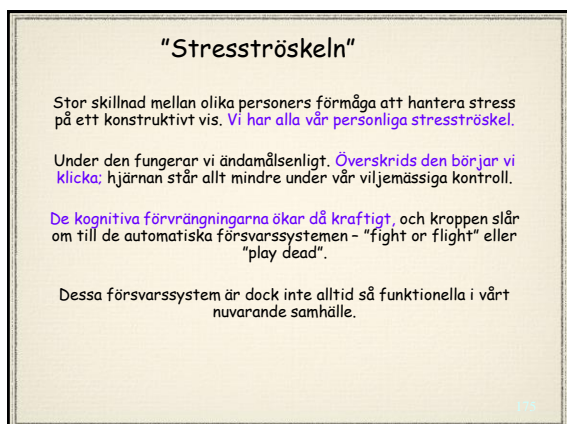 "Stresströskeln"
Stor skillnad mellan olika personers förmåga att hantera stress
på ett konstruktivt vis. Vi har alla vår personliga stresströskel.
Under den fungerar vi ändamålsenligt. Överskrids den börjar vi
klicka; hjärnan står allt mindre under vår viljemässiga kontroll.
De kognitiva förvrängningarna ökar då kraftigt, och kroppen slår
om till de automatiska försvarssystemen – "fight or flight" eller
"play dead".
Dessa försvarssystem är dock inte alltid så funktionella i vårt
nuvarande samhälle.